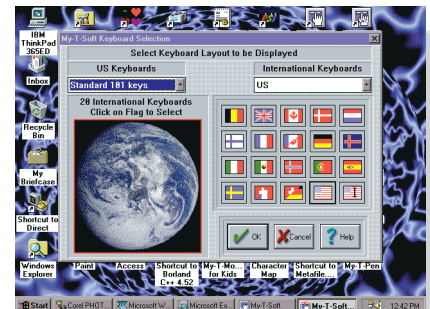 My-T-Soft Keyboard Selection
Select Keyboard Layout to be Displayed
US Keyboards
International Keyboards
Standard 101 keys
US
20 International Keyboards
Click on Flag to Select
OK
Cancel
Help
IBM
ThinkPad
365ED
Inbox
Recycle
Bin
My
Briefcase
Shortcut to
Direct
Windows
Explorer
Paint
Access
Shortcut to
Borland
C++ 4.52
My-T-Mo...
for Kids
Character
Map
Shortcut to
Metafile....
My-T-Pen
Start
Corel PHOT...
Microsoft W...
Microsoft Ex...
My-T-Soft
My-T-Soft...
12:42 PM